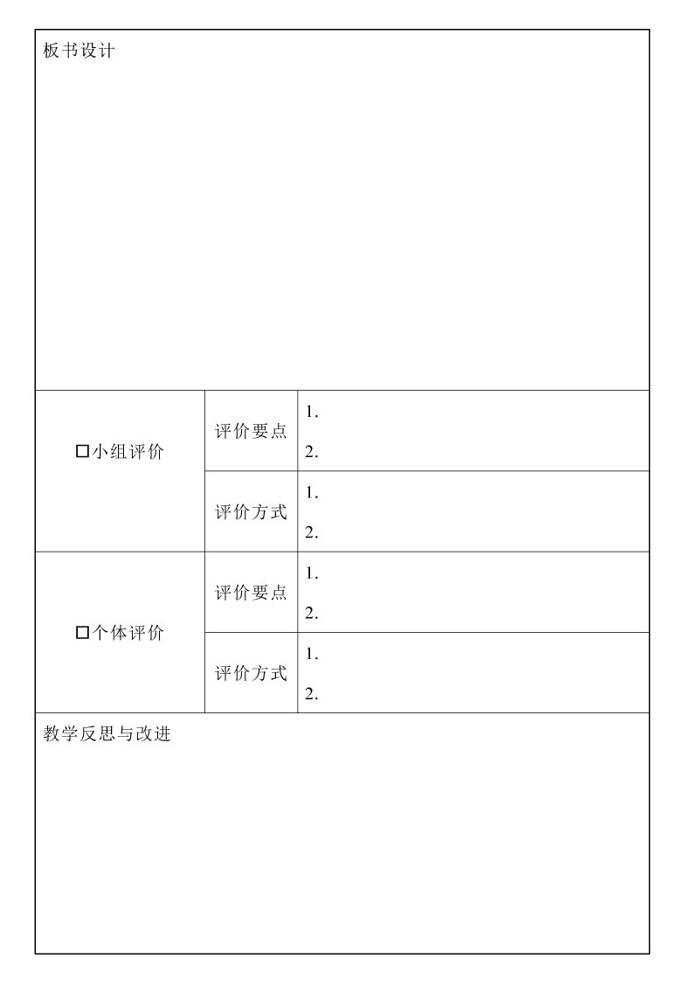 板书设计
□小组评价
评价要点
1.
2.
评价方式
1.
2.
□个体评价
评价要点
1.
2.
评价方式
1.
2.
教学反思与改进